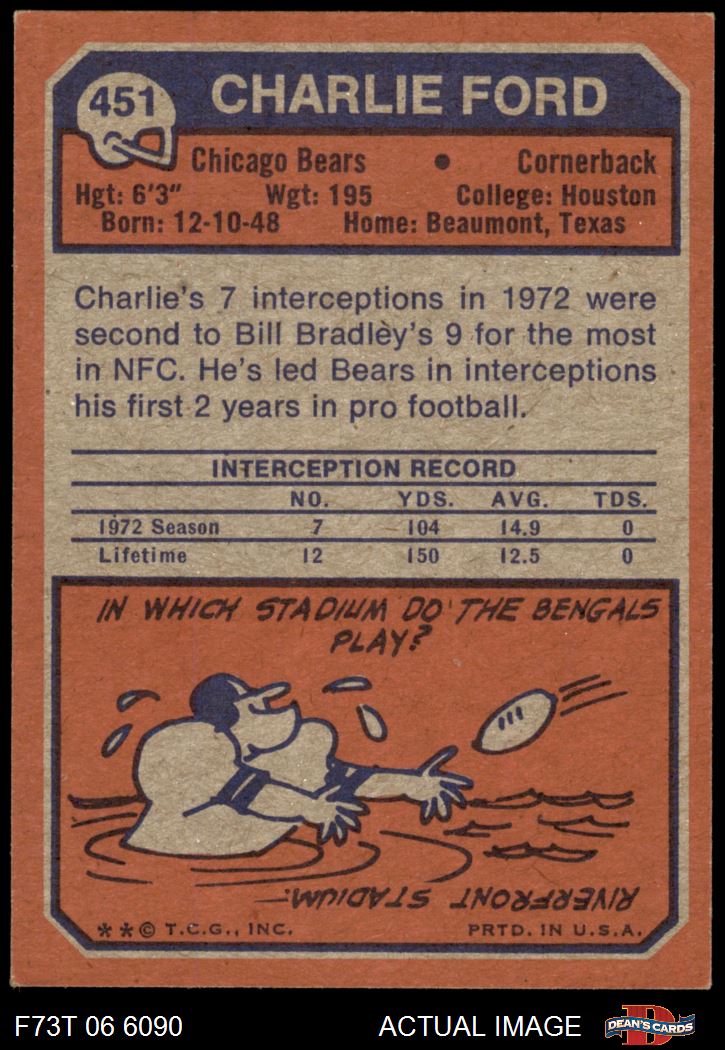 451
CHARLIE FORD
Chicago Bears • Cornerback
Hgt: 6'3" Wgt: 195 College: Houston
Born: 12-10-48 Home: Beaumont, Texas
Charlie's 7 interceptions in 1972 were
second to Bill Bradley's 9 for the most
in NFC. He's led Bears in interceptions
his first 2 years in pro football.
INTERCEPTION RECORD
NO. YDS. AVG. TDS.
1972 Season 7 104 14.9 0
Lifetime 12 150 12.5 0
IN WHICH STADIUM DO THE BENGALS
PLAY?
RIVERFRONT STADIUM.
**© T.C.G., INC. PRTD. IN U.S.A.
F73T 06 6090 ACTUAL IMAGE
D
DEAN'S CARDS